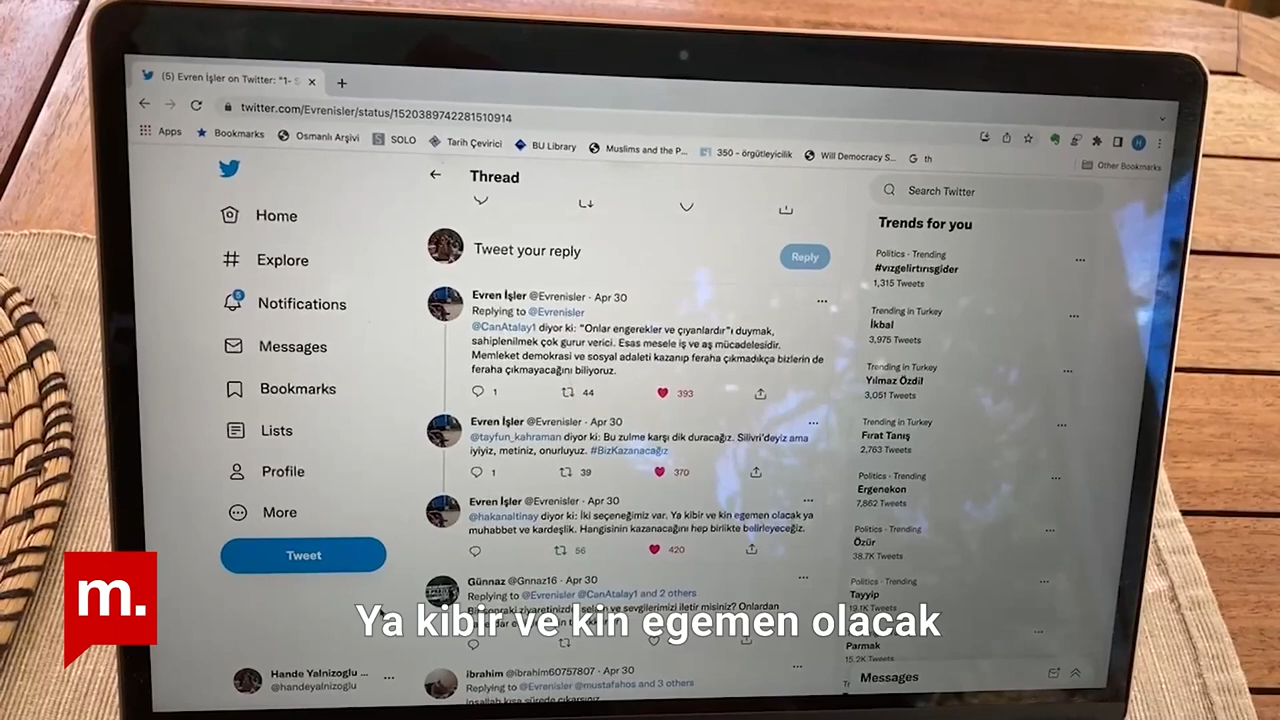 (5) Evren İşler on Twitter: "1- S
twitter.com/Evrenisler/status/1520389742281510914
Apps Bookmarks Osmanlı Arşivi SOLO Tarih Çevirici BU Library Muslims and the P... 350 - örgütleyicilik Will Democracy S... th
Other Bookmarks
Home
Explore
Notifications
Messages
Bookmarks
Lists
Profile
More
Tweet
Hande Yalnizoglu ...
@handeyalnizoglu
Thread
Tweet your reply
Reply
Evren İşler @Evrenisler · Apr 30
Replying to @Evrenisler
@CanAtalay1 diyor ki: "Onlar engerekler ve çıyanlardır"ı duymak,
sahiplenilmek çok gurur verici. Esas mesele iş ve aş mücadelesidir.
Memleket demokrasi ve sosyal adaleti kazanıp feraha çıkmadıkça bizlerin de
feraha çıkmayacağını biliyoruz.
1 44 393
Evren İşler @Evrenisler · Apr 30
@tayfun_kahraman diyor ki: Bu zulme karşı dik duracağız. Silivri'deyiz ama
iyiyiz, metiniz, onurluyuz. #BizKazanacağız
1 39 370
Evren İşler @Evrenisler · Apr 30
@hakanaltinay diyor ki: İki seçeneğimiz var. Ya kibir ve kin egemen olacak ya
muhabbet ve kardeşlik. Hangisinin kazanacağını hep birlikte belirleyeceğiz.
56 420
Günnaz @Gnnaz16 · Apr 30
Replying to @Evrenisler @CanAtalay1 and 2 others
ziyaretinizde ve sevgilerimizi iletir misiniz? Onlardan
ibrahim @ibrahim60757807 · Apr 30
Replying to @Evrenisler @mustafahos and 3 others
Search Twitter
Trends for you
Politics · Trending
#vızgelirtırısgider
1,315 Tweets
Trending in Turkey
İkbal
3,975 Tweets
Trending in Turkey
Yılmaz Özdil
3,051 Tweets
Trending in Turkey
Fırat Tanış
2,763 Tweets
Politics · Trending
Ergenekon
7,862 Tweets
Politics · Trending
Özür
38.7K Tweets
Politics · Trending
Tayyip
19.1K Tweets
Parmak
15.2K Tweets
Messages
m.
Ya kibir ve kin egemen olacak